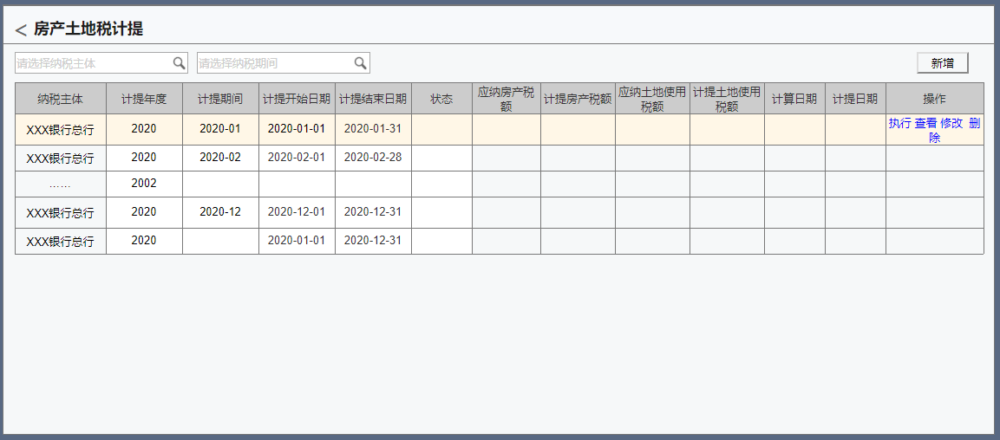 < 房产土地税计提
请选择纳税主体 请选择纳税期间 新增
纳税主体 计提年度 计提期间 计提开始日期 计提结束日期 状态 应纳房产税额 计提房产税额 应纳土地使用税额 计提土地使用税额 计算日期 计提日期 操作
XXX银行总行 2020 2020-01 2020-01-01 2020-01-31 执行 查看 修改 删除
XXX银行总行 2020 2020-02 2020-02-01 2020-02-28
…… 2002
XXX银行总行 2020 2020-12 2020-12-01 2020-12-31
XXX银行总行 2020 2020-01-01 2020-12-31